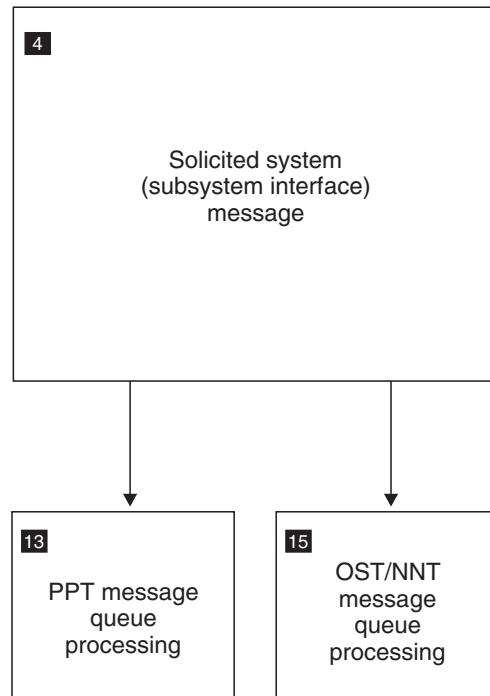 4
Solicited system
(subsystem interface)
message
13
PPT message
queue
processing
15
OST/NNT
message
queue
processing